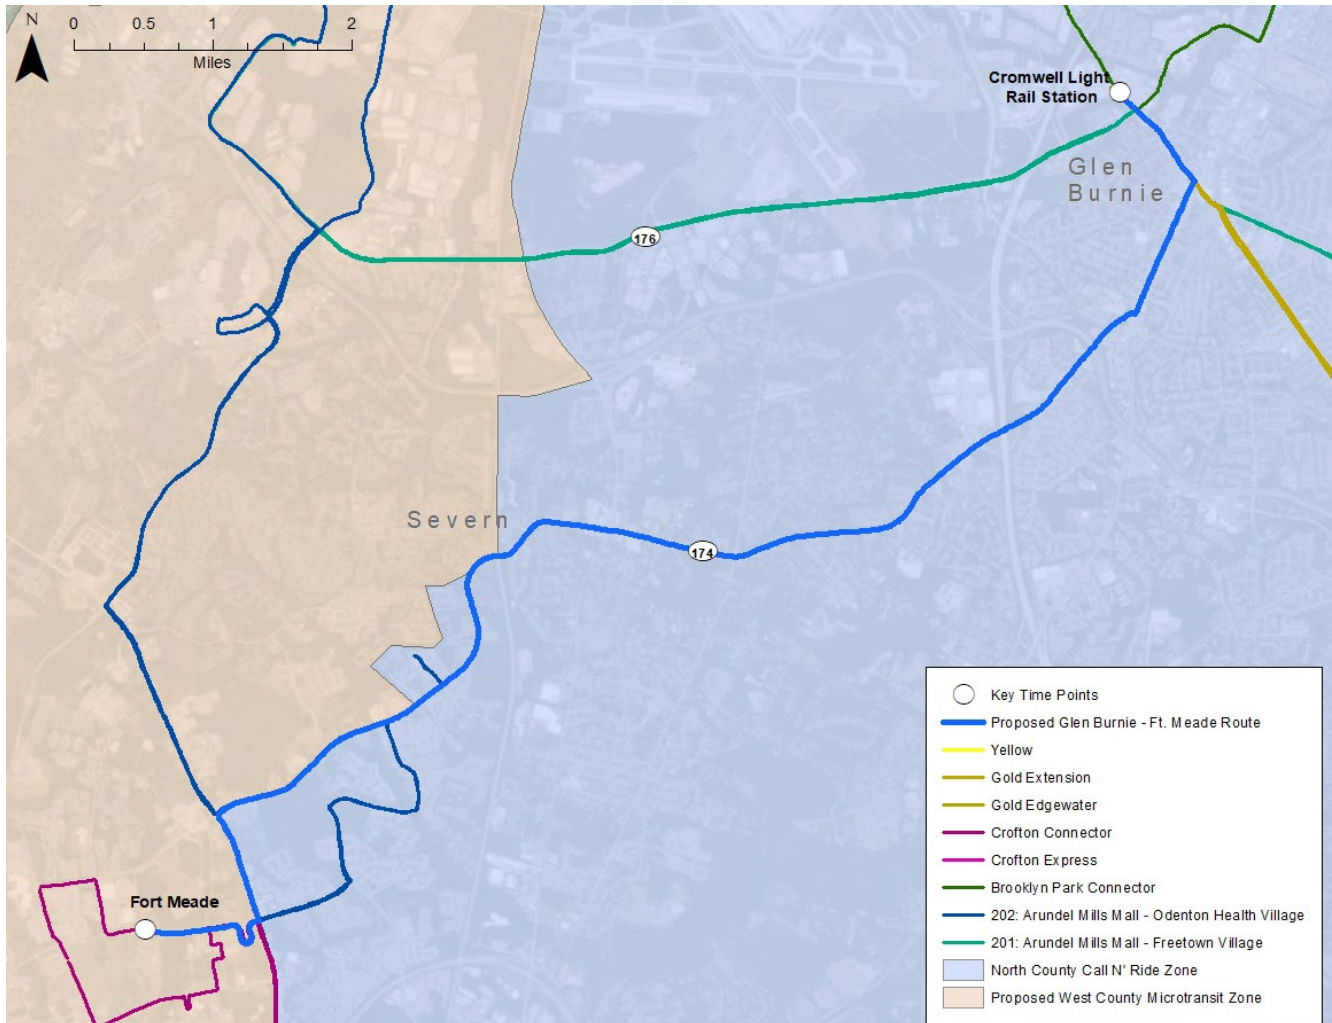 N
0 0.5 1 2
Miles
Cromwell Light
Rail Station
Glen
Burnie
176
Severn
174
Fort Meade
Key Time Points
Proposed Glen Burnie - Ft. Meade Route
Yellow
Gold Extension
Gold Edgewater
Crofton Connector
Crofton Express
Brooklyn Park Connector
202: Arundel Mills Mall - Odenton Health Village
201: Arundel Mills Mall - Freetown Village
North County Call N' Ride Zone
Proposed West County Microtransit Zone